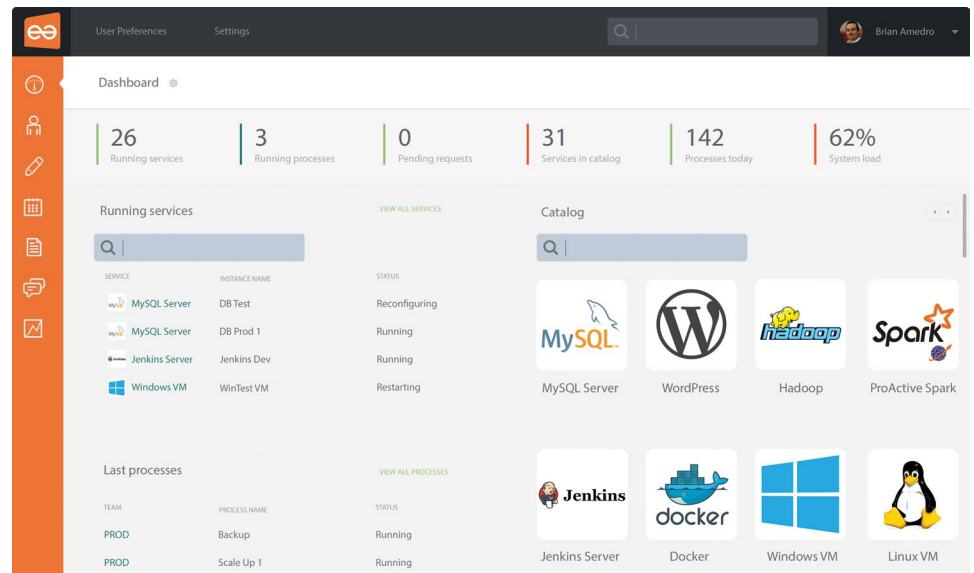 User Preferences Settings Brian Amedro
Dashboard
26 3 0 31 142 62%
Running services Running processes Pending requests Services in catalog Processes today System load
Running services VIEW ALL SERVICES
SERVICE INSTANCE NAME STATUS
MySQL MySQL Server DB Test Reconfiguring
MySQL MySQL Server DB Prod 1 Running
Jenkins Jenkins Server Jenkins Dev Running
Windows VM WinTest VM Restarting
Last processes VIEW ALL PROCESSES
TEAM PROCESS NAME STATUS
PROD Backup Running
PROD Scale Up 1 Running
Catalog
MySQL hadoop Spark
MySQL Server WordPress Hadoop ProActive Spark
Jenkins docker
Jenkins Server Docker Windows VM Linux VM